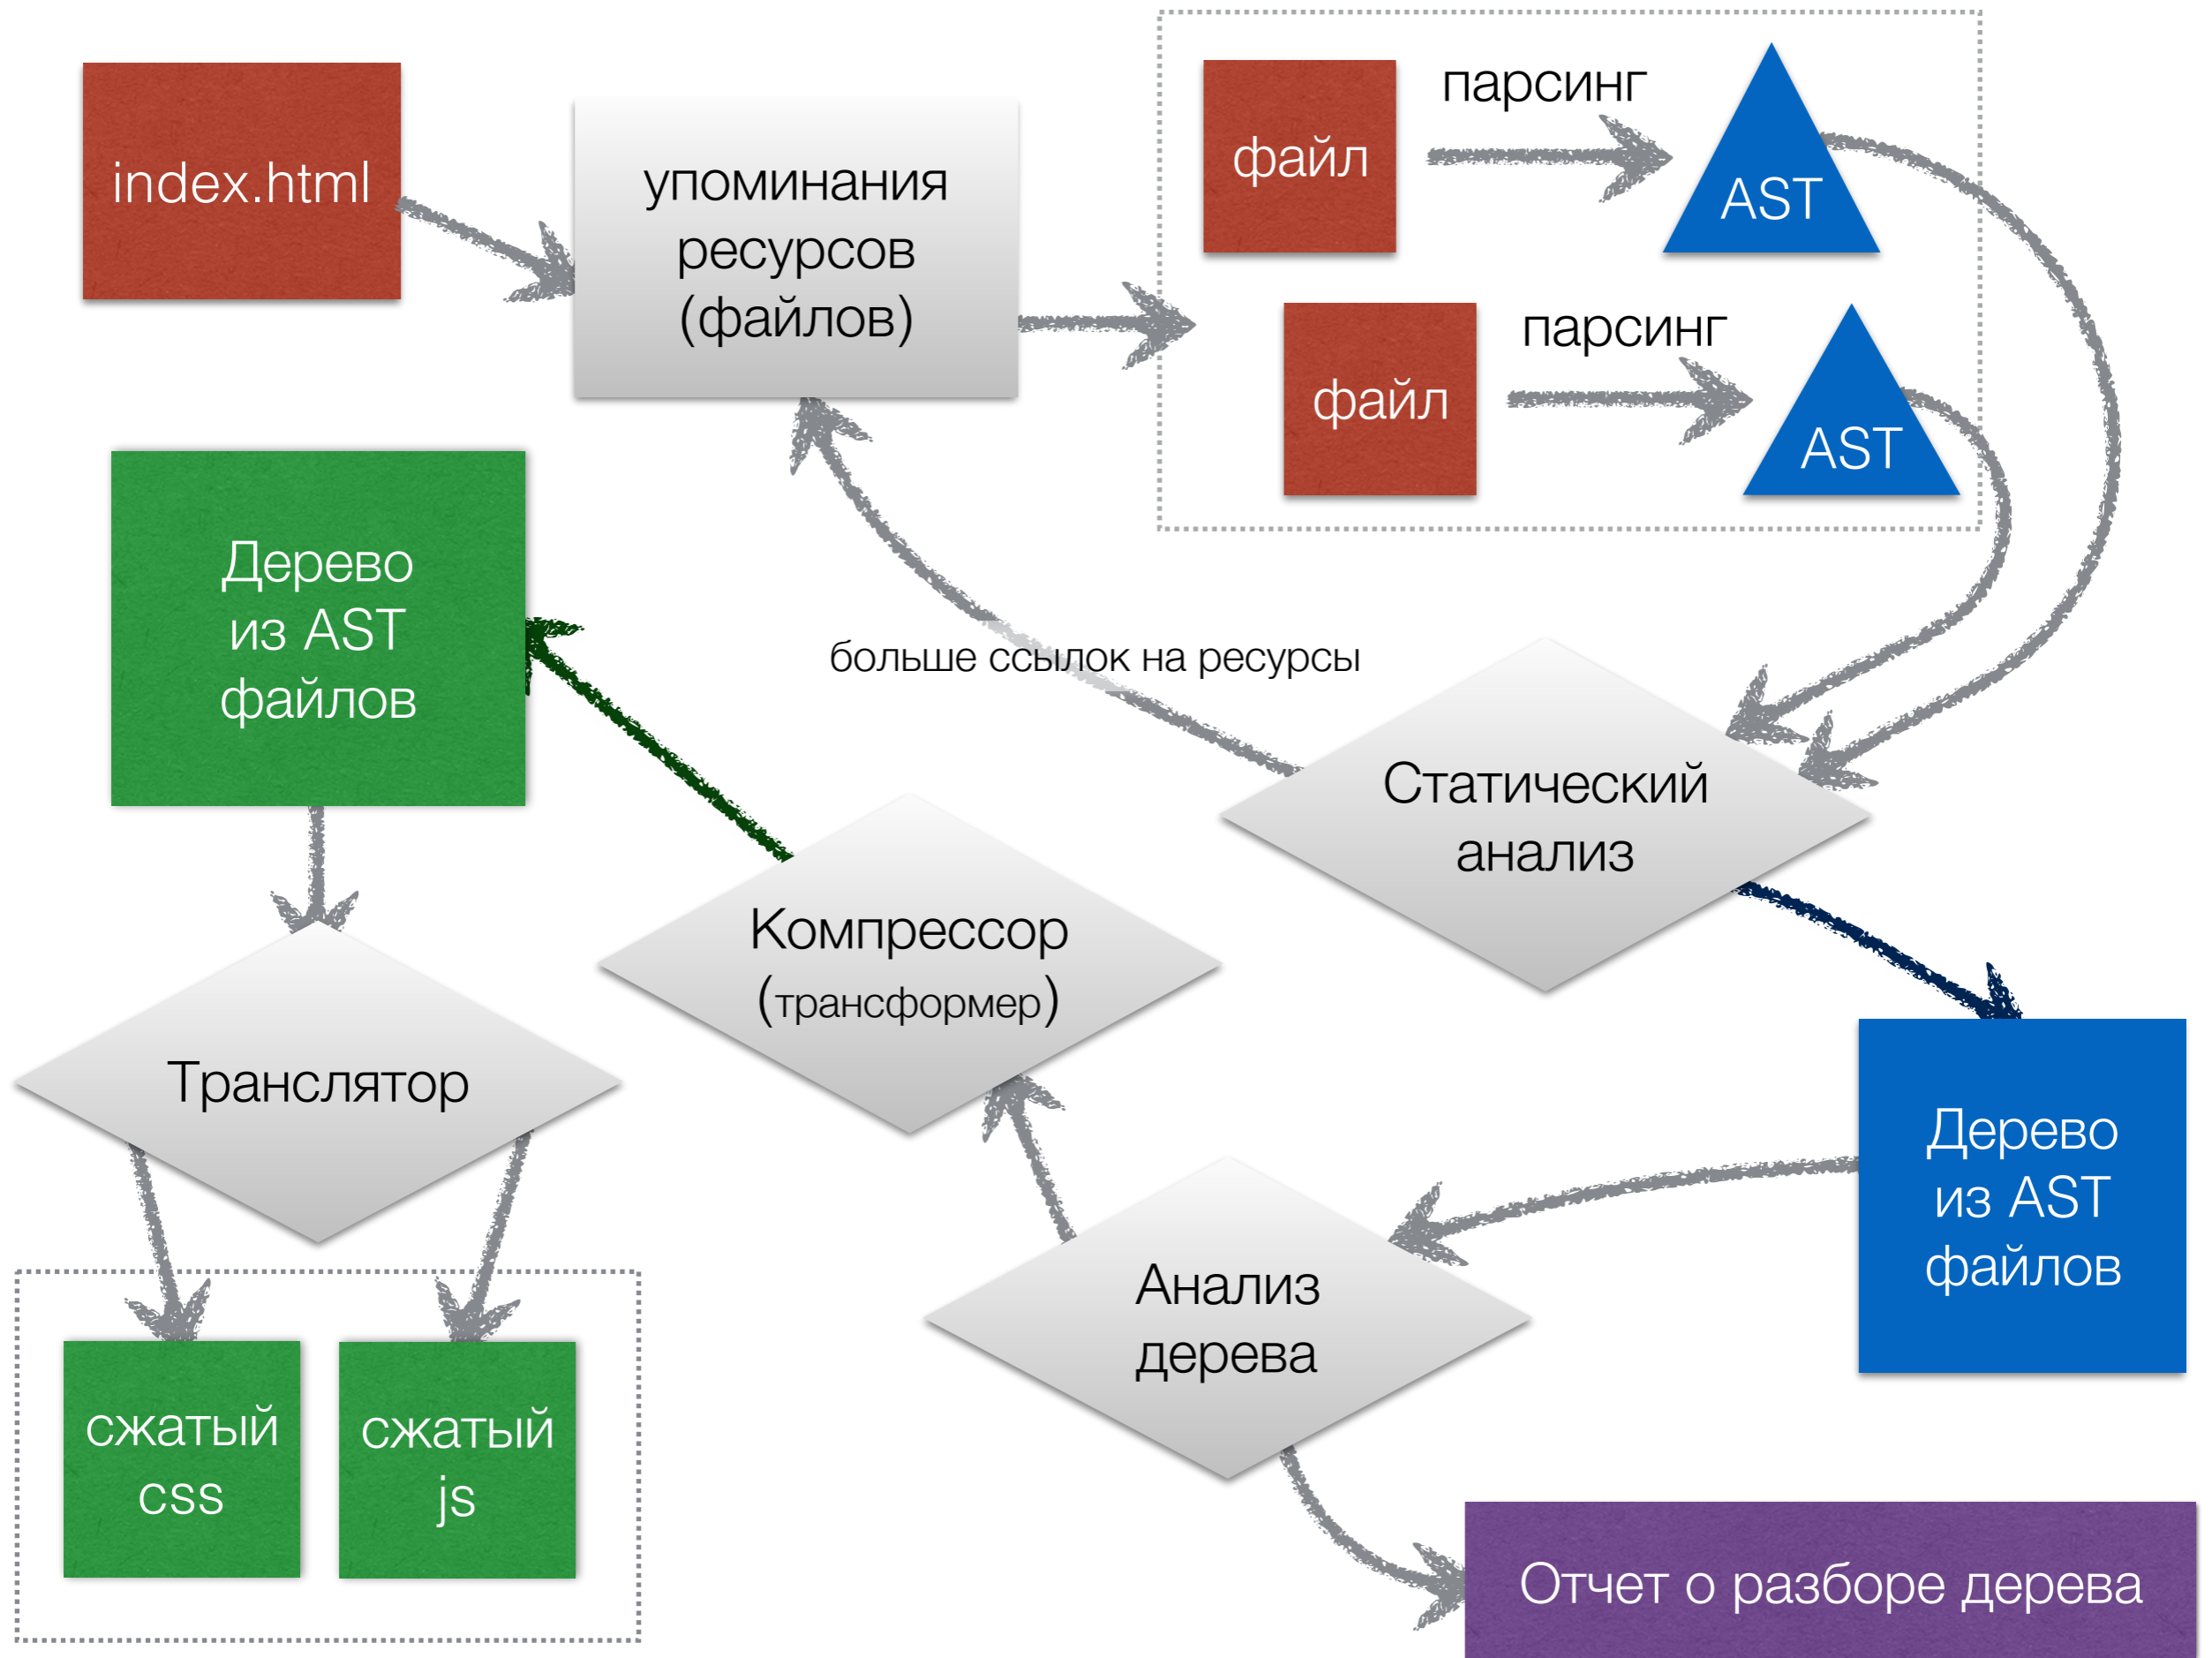 index.html
упоминания
ресурсов
(файлов)
файл
парсинг
AST
файл
парсинг
AST
больше ссылок на ресурсы
Статический
анализ
Дерево
из AST
файлов
Анализ
дерева
Отчет о разборе дерева
Компрессор
(трансформер)
Дерево
из AST
файлов
Транслятор
сжатый
css
сжатый
js